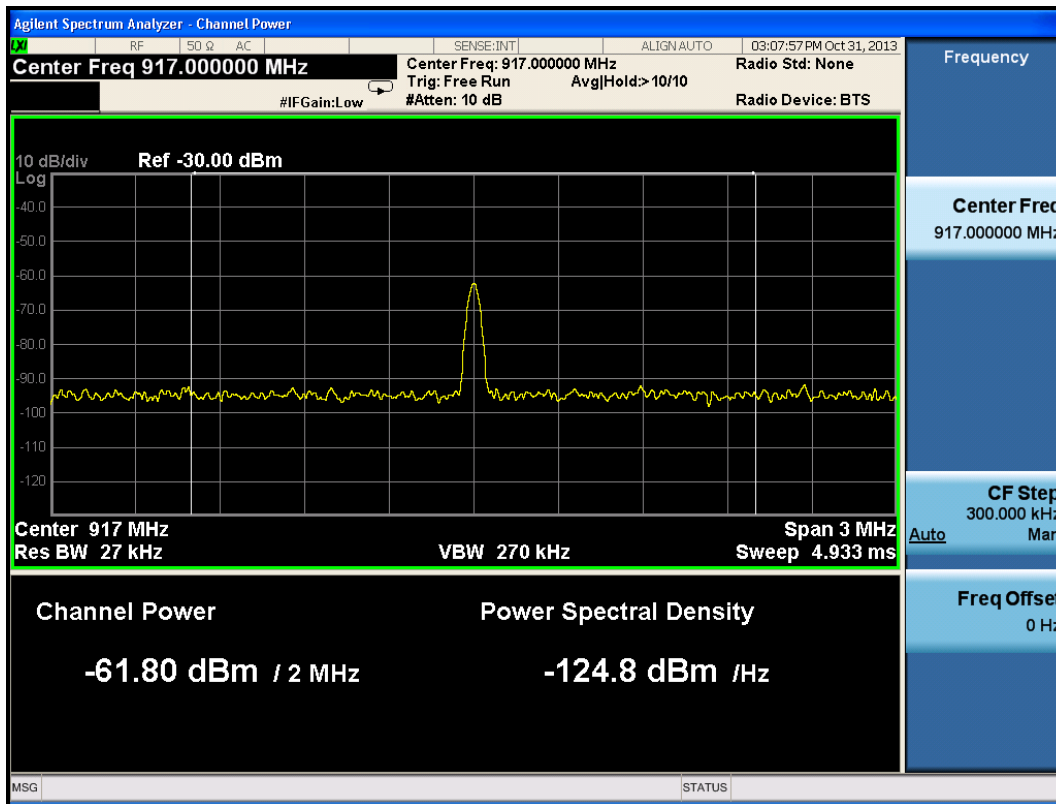 Agilent Spectrum Analyzer - Channel Power
LXI RF 50 Ω AC SENSE:INT ALIGN AUTO 03:07:57 PM Oct 31, 2013
Center Freq 917.000000 MHz
Center Freq: 917.000000 MHz Radio Std: None
Trig: Free Run Avg|Hold:> 10/10
#IFGain:Low #Atten: 10 dB Radio Device: BTS
10 dB/div Ref -30.00 dBm
Log
-40.0
-50.0
-60.0
-70.0
-80.0
-90.0
-100
-110
-120
Center 917 MHz Span 3 MHz
Res BW 27 kHz VBW 270 kHz Sweep 4.933 ms
Channel Power Power Spectral Density
-61.80 dBm / 2 MHz -124.8 dBm /Hz
MSG STATUS
Frequency
Center Freq
917.000000 MHz
CF Step
300.000 kHz
Auto Man
Freq Offset
0 Hz